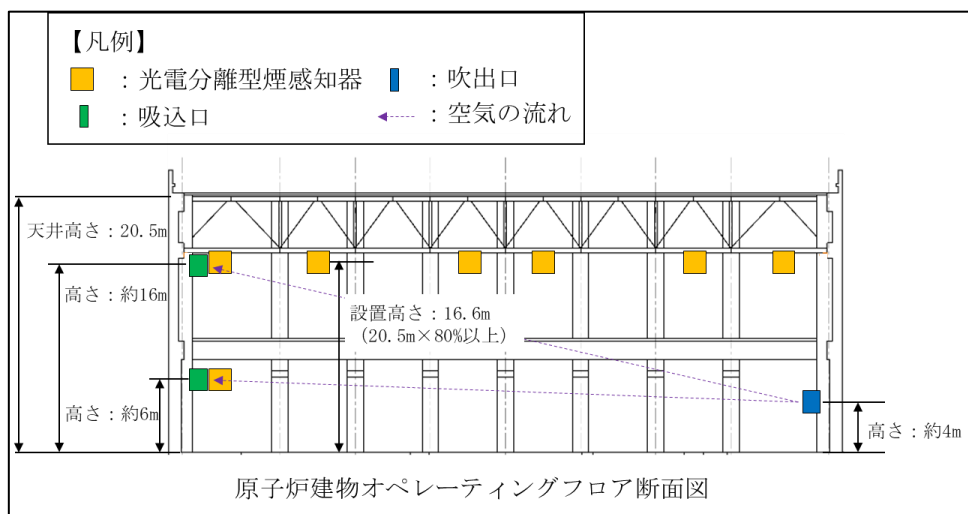 【凡例】
：光電分離型煙感知器
：吹出口
：吸込口
：空気の流れ
天井高さ：20.5m
高さ：約16m
設置高さ：16.6m
（20.5m×80%以上）
高さ：約6m
高さ：約4m
原子炉建物オペレーティングフロア断面図